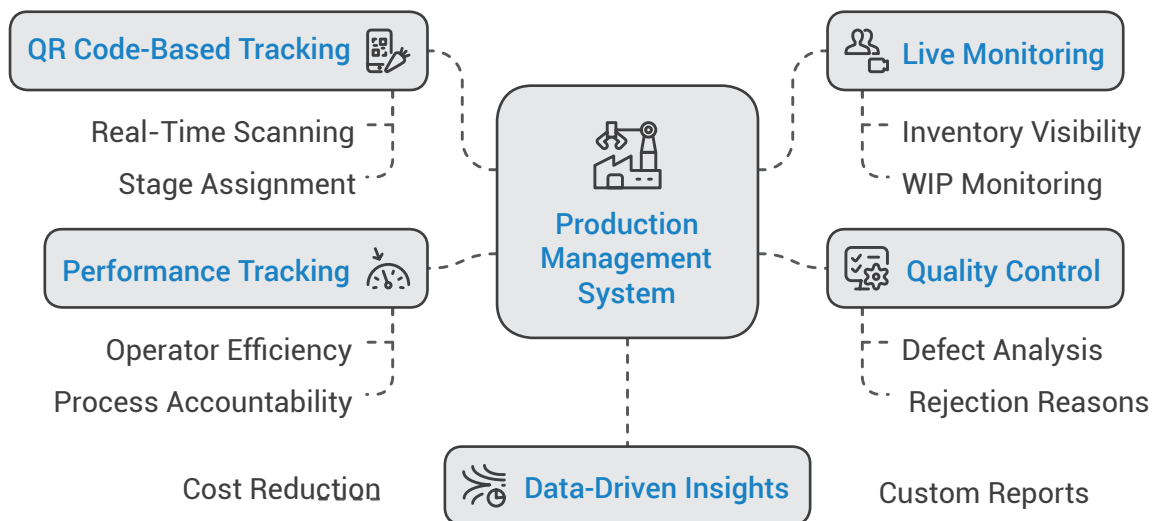 QR Code-Based Tracking
Real-Time Scanning
Stage Assignment
Performance Tracking
Operator Efficiency
Process Accountability
Production
Management
System
Live Monitoring
Inventory Visibility
WIP Monitoring
Quality Control
Defect Analysis
Rejection Reasons
Cost Reduction
Data-Driven Insights
Custom Reports